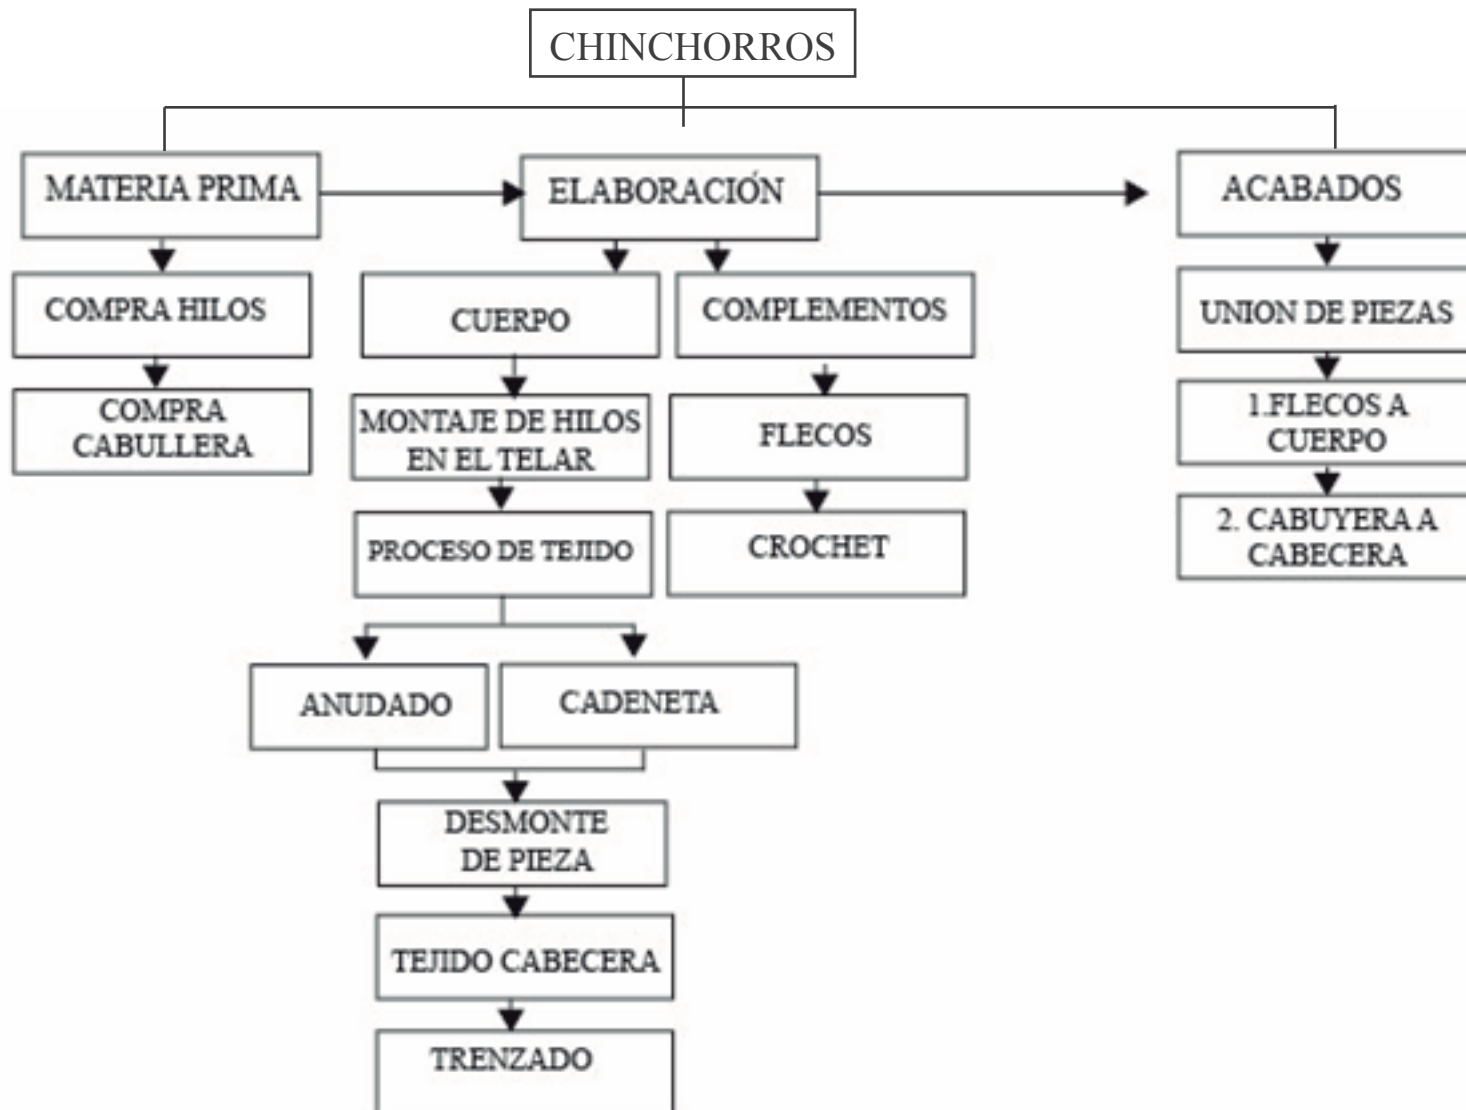 CHINCHORROS
MATERIA PRIMA
ELABORACIÓN
ACABADOS
COMPRA HILOS
CUERPO
COMPLEMENTOS
UNION DE PIEZAS
COMPRA
CABULLERA
MONTAJE DE HILOS
EN EL TELAR
FLECOS
1.FLECOS A
CUERPO
PROCESO DE TEJIDO
CROCHET
2. CABUYERA A
CABECERA
ANUDADO
CADENETA
DESMONTE
DE PIEZA
TEJIDO CABECERA
TRENZADO